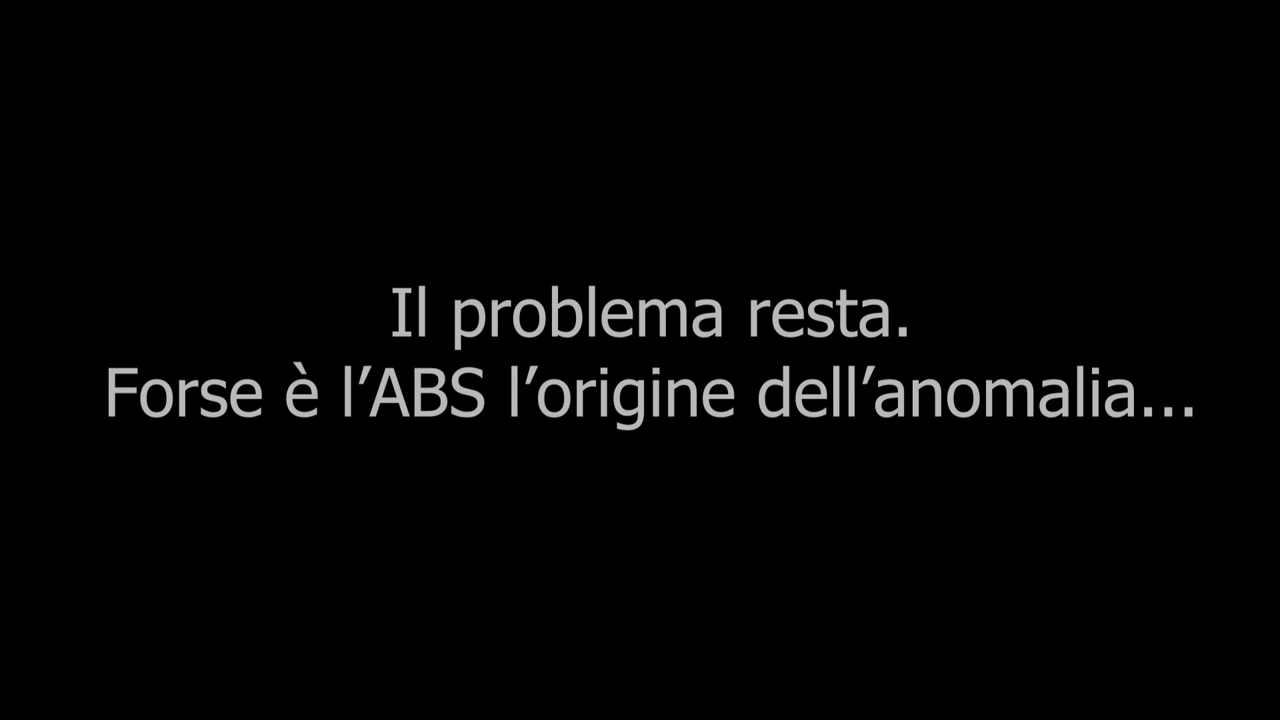 Il problema resta.
Forse è l’ABS l’origine dell’anomalia...